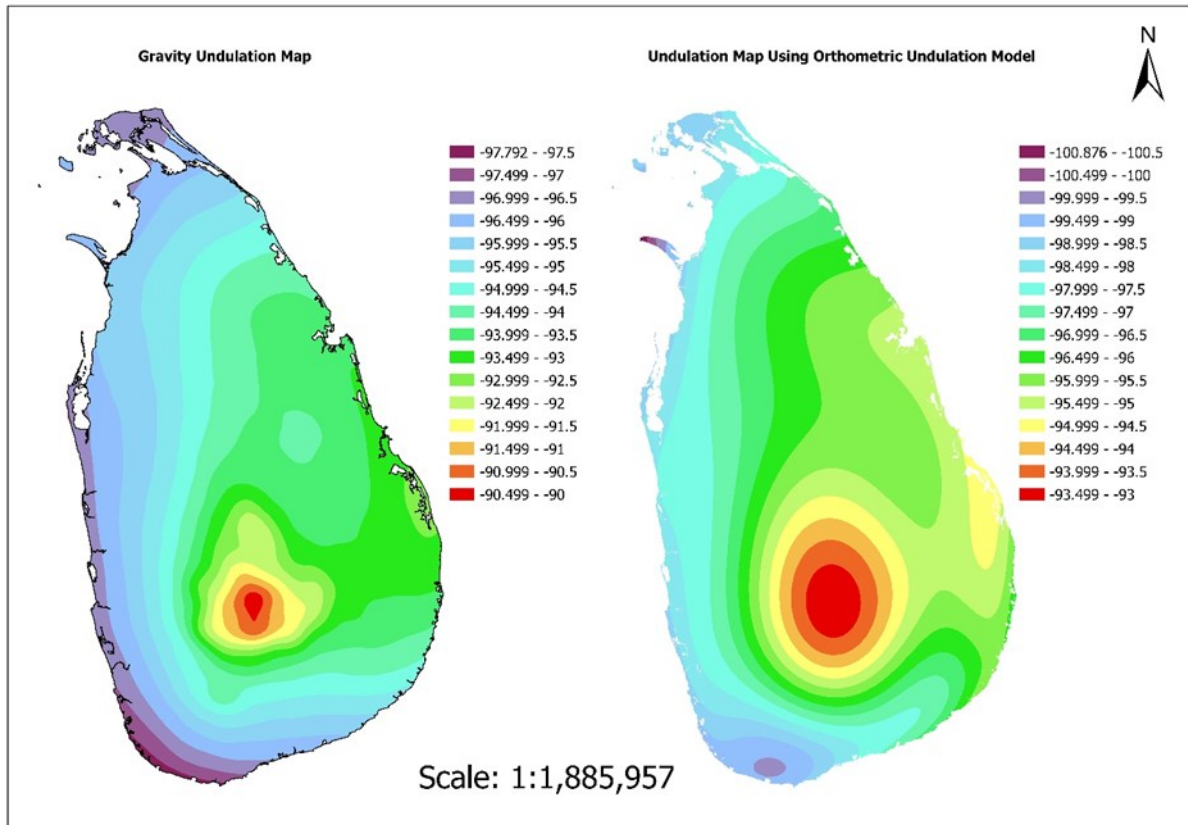 Gravity Undulation Map
-97.792 - -97.5
-97.499 - -97
-96.999 - -96.5
-96.499 - -96
-95.999 - -95.5
-95.499 - -95
-94.999 - -94.5
-94.499 - -94
-93.999 - -93.5
-93.499 - -93
-92.999 - -92.5
-92.499 - -92
-91.999 - -91.5
-91.499 - -91
-90.999 - -90.5
-90.499 - -90
Undulation Map Using Orthometric Undulation Model
N
-100.876 - -100.5
-100.499 - -100
-99.999 - -99.5
-99.499 - -99
-98.999 - -98.5
-98.499 - -98
-97.999 - -97.5
-97.499 - -97
-96.999 - -96.5
-96.499 - -96
-95.999 - -95.5
-95.499 - -95
-94.999 - -94.5
-94.499 - -94
-93.999 - -93.5
-93.499 - -93
Scale: 1:1,885,957